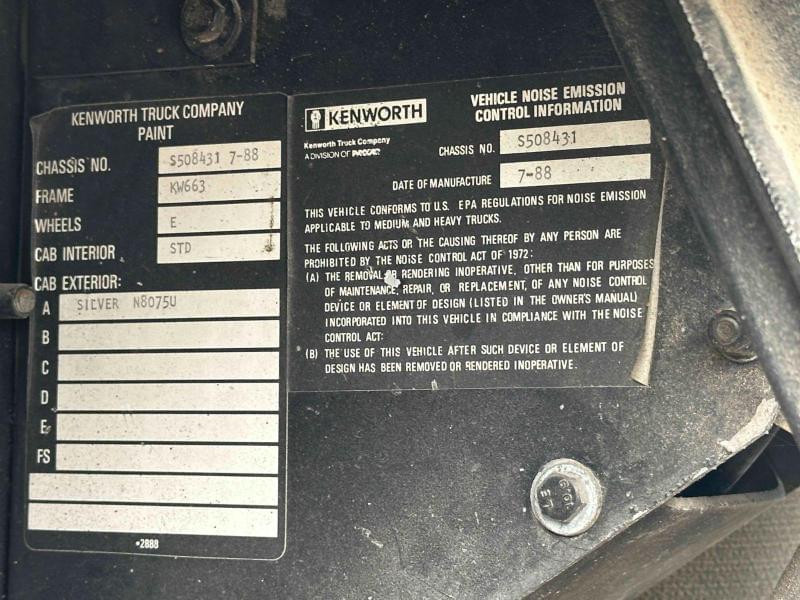 KENWORTH TRUCK COMPANY
PAINT
CHASSIS NO. S508431 7-88
FRAME KW663
WHEELS E
CAB INTERIOR STD
CAB EXTERIOR:
A SILVER N8075U
B
C
D
E
FS
•2888
KENWORTH
Kenworth Truck Company
A DIVISION OF PACCAR
VEHICLE NOISE EMISSION
CONTROL INFORMATION
CHASSIS NO. S508431
DATE OF MANUFACTURE 7-88
THIS VEHICLE CONFORMS TO U.S. EPA REGULATIONS FOR NOISE EMISSION
APPLICABLE TO MEDIUM AND HEAVY TRUCKS.
THE FOLLOWING ACTS OR THE CAUSING THEREOF BY ANY PERSON ARE
PROHIBITED BY THE NOISE CONTROL ACT OF 1972:
(A) THE REMOVAL OR RENDERING INOPERATIVE, OTHER THAN FOR PURPOSES
OF MAINTENANCE, REPAIR, OR REPLACEMENT, OF ANY NOISE CONTROL
DEVICE OR ELEMENT OF DESIGN (LISTED IN THE OWNER'S MANUAL)
INCORPORATED INTO THIS VEHICLE IN COMPLIANCE WITH THE NOISE
CONTROL ACT:
(B) THE USE OF THIS VEHICLE AFTER SUCH DEVICE OR ELEMENT OF
DESIGN HAS BEEN REMOVED OR RENDERED INOPERATIVE.